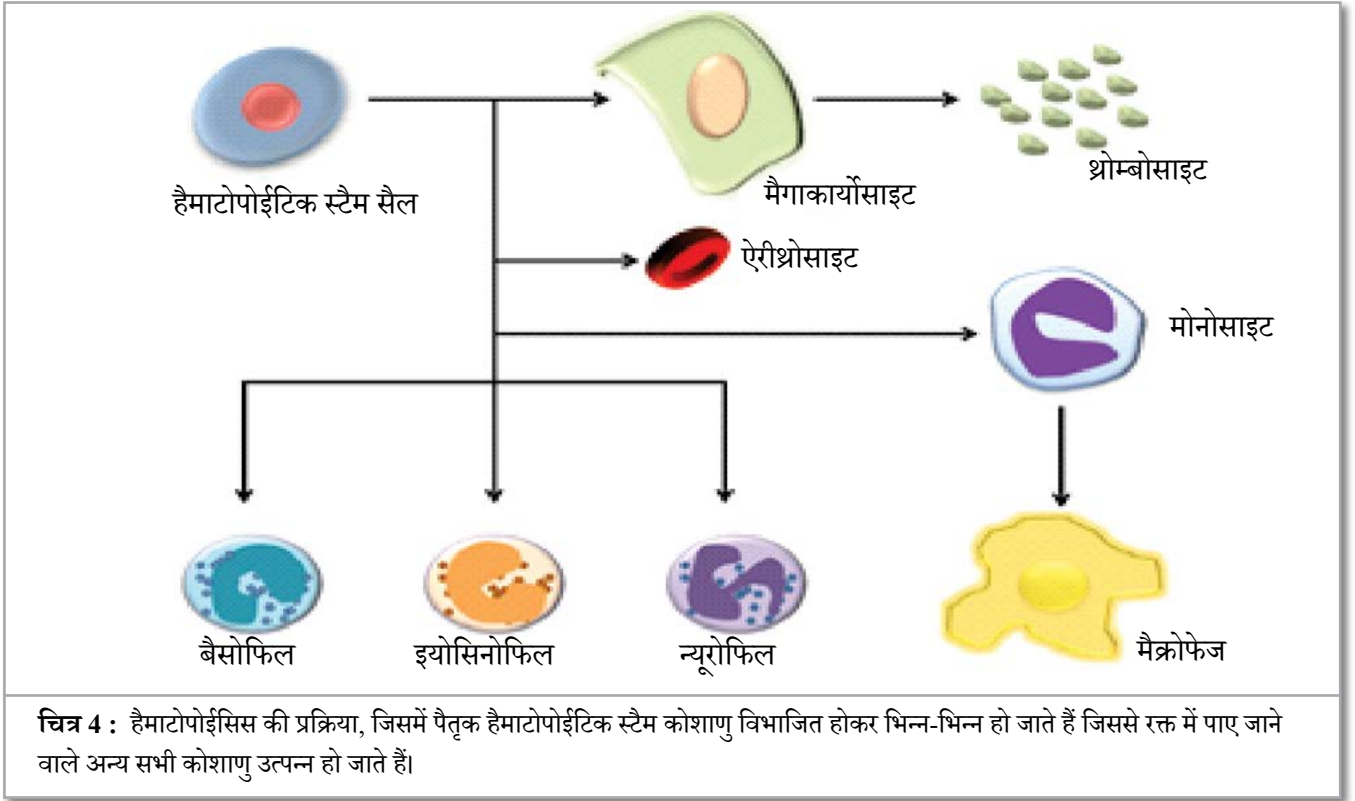 हैमाटोपोईटिक स्टैम सैल
मैगाकार्योसाइट
थ्रोम्बोसाइट
ऐरीथ्रोसाइट
मोनोसाइट
बैसोफिल
इयोसिनोफिल
न्यूरोफिल
मैक्रोफेज
चित्र 4 : हैमाटोपोईसिस की प्रक्रिया, जिसमें पैतृक हैमाटोपोईटिक स्टैम कोशाणु विभाजित होकर भिन्न-भिन्न हो जाते हैं जिससे रक्त में पाए जाने
वाले अन्य सभी कोशाणु उत्पन्न हो जाते हैं।